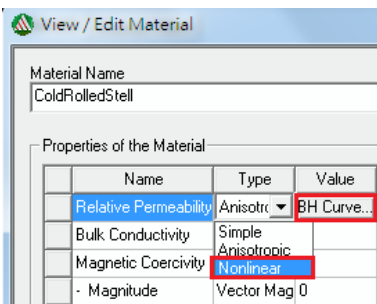 View / Edit Material
Material Name
ColdRolledStell
Properties of the Material
Name Type Value
Relative Permeability Anisotro BH Curve...
Bulk Conductivity Simple
Anisotropic
Magnetic Coercivity Nonlinear
- Magnitude Vector Mag 0